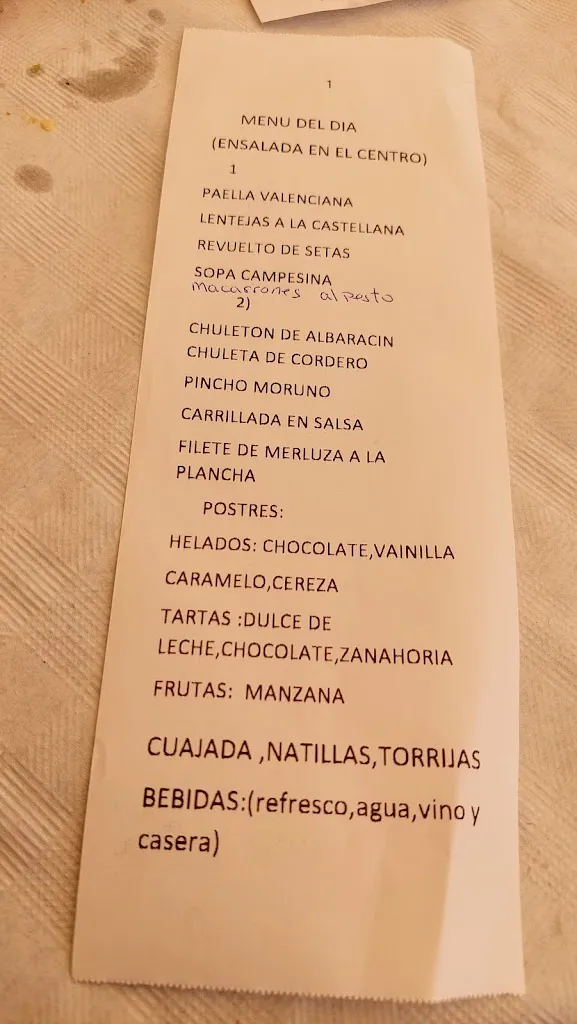 1
MENU DEL DIA
(ENSALADA EN EL CENTRO)
1
PAELLA VALENCIANA
LENTEJAS A LA CASTELLANA
REVUELTO DE SETAS
SOPA CAMPESINA
Macarrones al pesto
2)
CHULETON DE ALBARACIN
CHULETA DE CORDERO
PINCHO MORUNO
CARRILLADA EN SALSA
FILETE DE MERLUZA A LA
PLANCHA
POSTRES:
HELADOS: CHOCOLATE,VAINILLA
CARAMELO,CEREZA
TARTAS :DULCE DE
LECHE,CHOCOLATE,ZANAHORIA
FRUTAS: MANZANA
CUAJADA ,NATILLAS,TORRIJAS
BEBIDAS:(refresco,agua,vino y
casera)